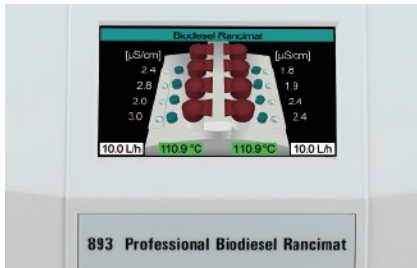 Biodiesel Rancimat
[µS/cm] [µS/cm]
2.4 1.8
2.8 1.9
2.0 2.4
3.0 2.4
10.0 L/h 110.9 °C 110.9 °C 10.0 L/h
893 Professional Biodiesel Rancimat